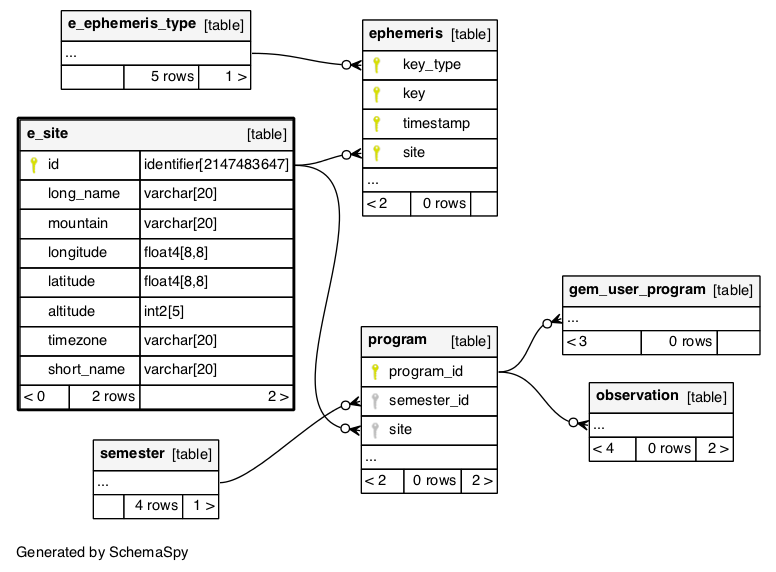 e_ephemeris_type [table]
...
5 rows 1 >
ephemeris [table]
key_type
key
timestamp
site
...
< 2 0 rows
e_site [table]
id identifier[2147483647]
long_name varchar[20]
mountain varchar[20]
longitude float4[8,8]
latitude float4[8,8]
altitude int2[5]
timezone varchar[20]
short_name varchar[20]
< 0 2 rows 2 >
gem_user_program [table]
...
< 3 0 rows
program [table]
program_id
semester_id
site
...
< 2 0 rows 2 >
observation [table]
...
< 4 0 rows 2 >
semester [table]
...
4 rows 1 >
Generated by SchemaSpy